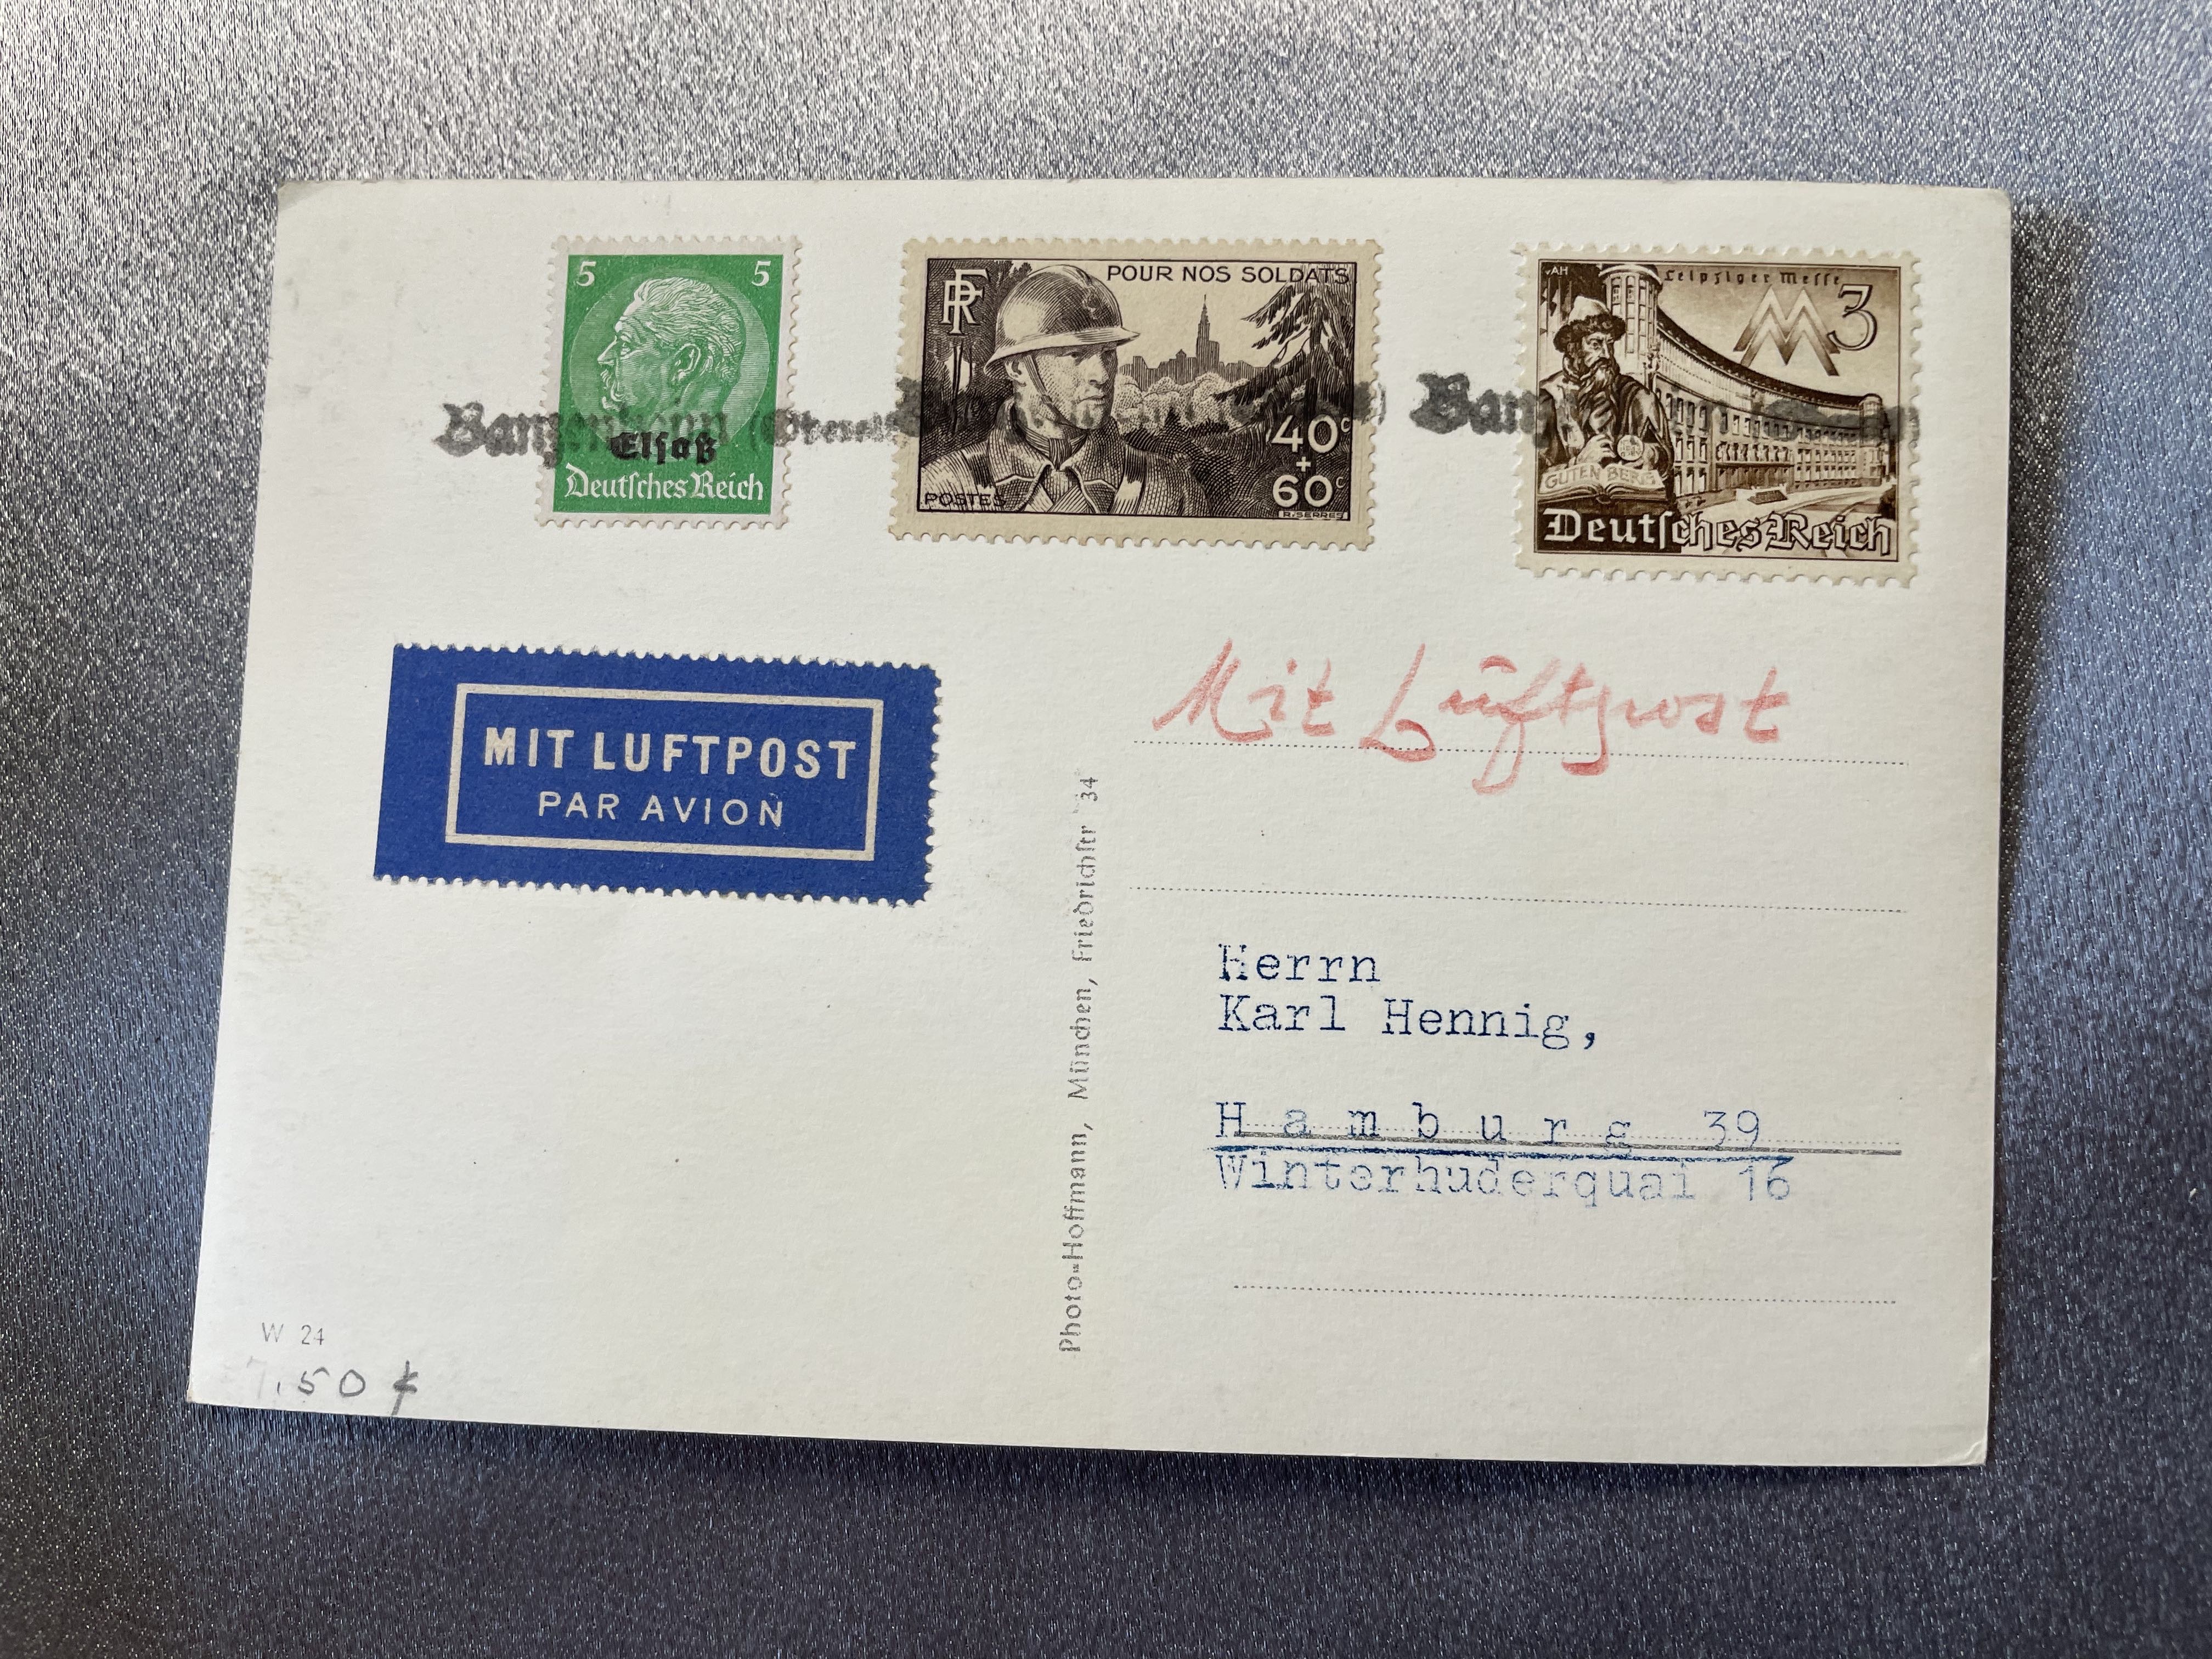 5 5
Elsaß
Deutsches Reich
RF
POUR NOS SOLDATS
40c
+
60c
POSTES
R. SERRES
AH
Leipziger Messe
MM 3
GUTENBERG
Deutsches Reich
MIT LUFTPOST
PAR AVION
Mit Luftpost
Photo-Hoffmann, München, Friedrichstr 34
Herrn
Karl Hennig,
Hamburg 39
Winterhuderquai 16
W 24